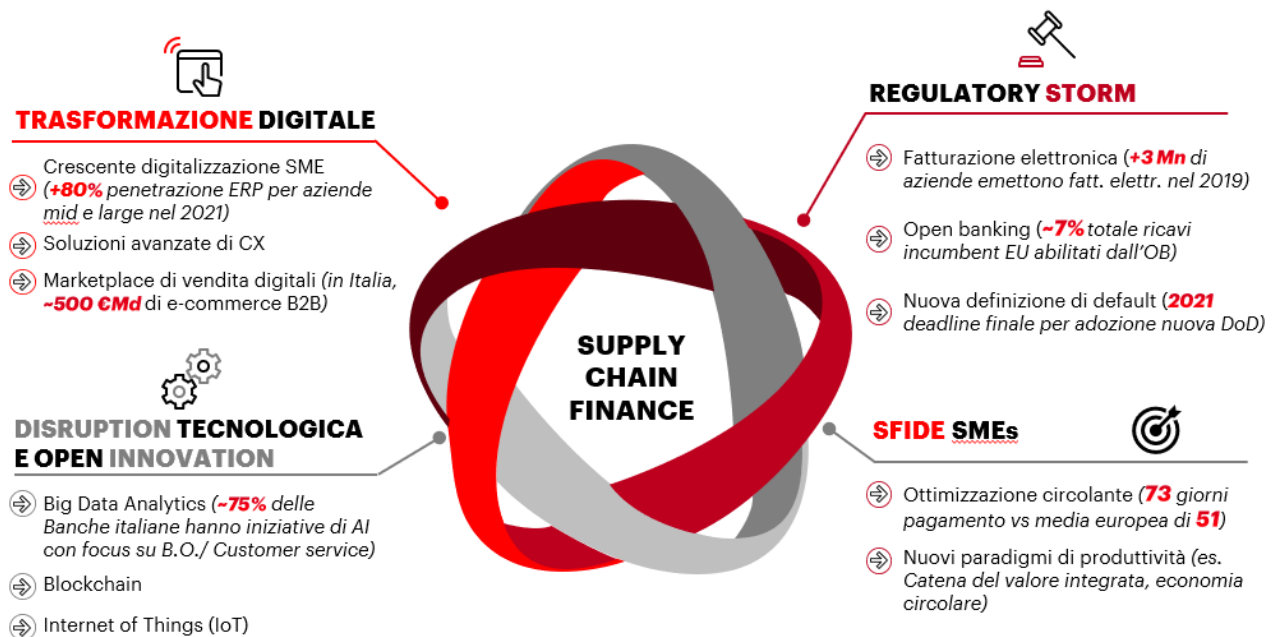 TRASFORMAZIONE DIGITALE
Crescente digitalizzazione SME
(+80% penetrazione ERP per aziende
mid e large nel 2021)
Soluzioni avanzate di CX
Marketplace di vendita digitali (in Italia,
~500 €Md di e-commerce B2B)
DISRUPTION TECNOLOGICA
E OPEN INNOVATION
Big Data Analytics (~75% delle
Banche italiane hanno iniziative di AI
con focus su B.O./ Customer service)
Blockchain
Internet of Things (IoT)
SUPPLY
CHAIN
FINANCE
REGULATORY STORM
Fatturazione elettronica (+3 Mn di
aziende emettono fatt. elettr. nel 2019)
Open banking (~7% totale ricavi
incumbent EU abilitati dall'OB)
Nuova definizione di default (2021
deadline finale per adozione nuova DoD)
SFIDE SMEs
Ottimizzazione circolante (73 giorni
pagamento vs media europea di 51)
Nuovi paradigmi di produttività (es.
Catena del valore integrata, economia
circolare)